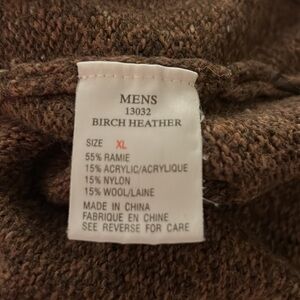 MENS
13032
BIRCH HEATHER
SIZE XL
55% RAMIE
15% ACRYLIC/ACRYLIQUE
15% NYLON
15% WOOL/LAINE
MADE IN CHINA
FABRIQUE EN CHINE
SEE REVERSE FOR CARE